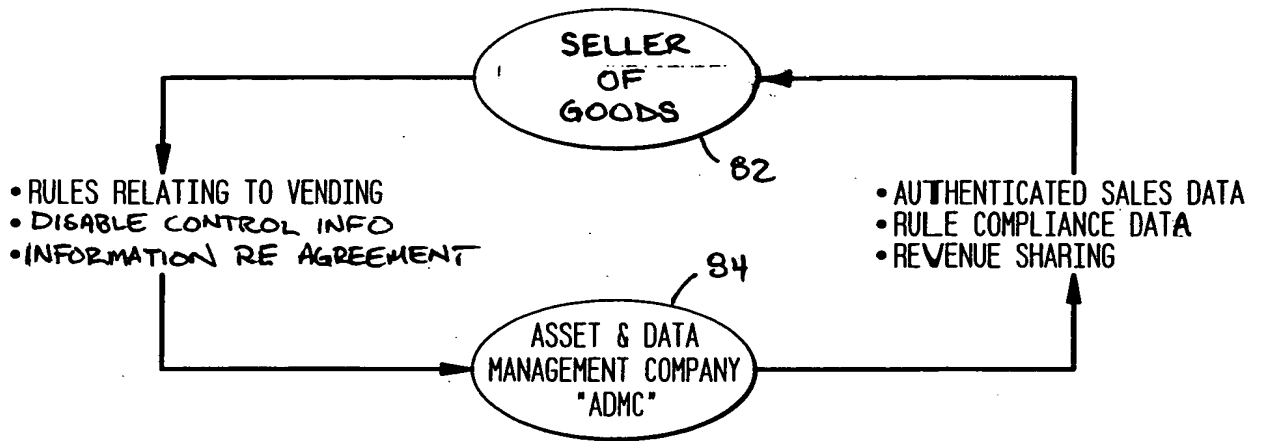 SELLER
OF
GOODS
82
• RULES RELATING TO VENDING
• DISABLE CONTROL INFO
• INFORMATION RE AGREEMENT
• AUTHENTICATED SALES DATA
• RULE COMPLIANCE DATA
• REVENUE SHARING
84
ASSET & DATA
MANAGEMENT COMPANY
"ADMC"